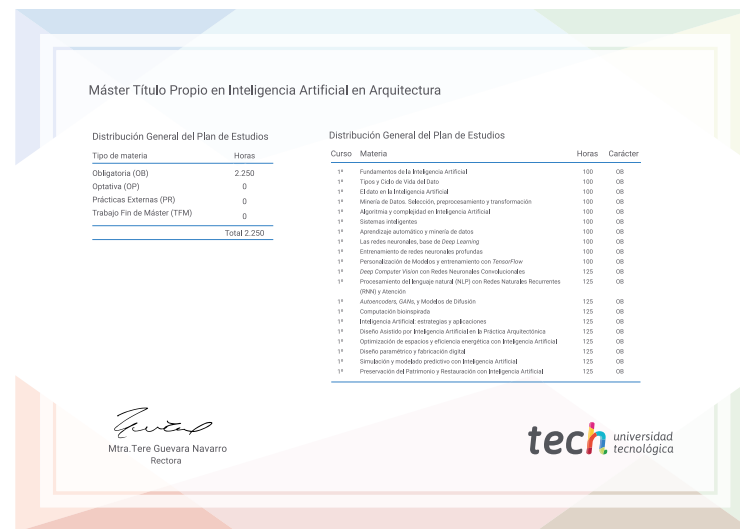 Máster Título Propio en Inteligencia Artificial en Arquitectura
Distribución General del Plan de Estudios
Tipo de materia Horas
Obligatoria (OB) 2.250
Optativa (OP) 0
Prácticas Externas (PR) 0
Trabajo Fin de Máster (TFM) 0
Total 2.250
Distribución General del Plan de Estudios
Curso Materia Horas Carácter
1º Fundamentos de la Inteligencia Artificial 100 OB
1º Tipos y Ciclo de Vida del Dato 100 OB
1º El dato en la Inteligencia Artificial 100 OB
1º Minería de Datos. Selección, preprocesamiento y transformación 100 OB
1º Algoritmia y complejidad en Inteligencia Artificial 100 OB
1º Sistemas inteligentes 100 OB
1º Aprendizaje automático y minería de datos 100 OB
1º Las redes neuronales, base de Deep Learning 100 OB
1º Entrenamiento de redes neuronales profundas 100 OB
1º Personalización de Modelos y entrenamiento con TensorFlow 100 OB
1º Deep Computer Vision con Redes Neuronales Convolucionales 125 OB
1º Procesamiento del lenguaje natural (NLP) con Redes Naturales Recurrentes 125 OB
(RNN) y Atención
1º Autoencoders, GANs, y Modelos de Difusión 125 OB
1º Computación bioinspirada 125 OB
1º Inteligencia Artificial: estrategias y aplicaciones 125 OB
1º Diseño Asistido por Inteligencia Artificial en la Práctica Arquitectónica 125 OB
1º Optimización de espacios y eficiencia energética con Inteligencia Artificial 125 OB
1º Diseño paramétrico y fabricación digital 125 OB
1º Simulación y modelado predictivo con Inteligencia Artificial 125 OB
1º Preservación del Patrimonio y Restauración con Inteligencia Artificial 125 OB
Mtra.Tere Guevara Navarro
Rectora
tech universidad
tecnológica